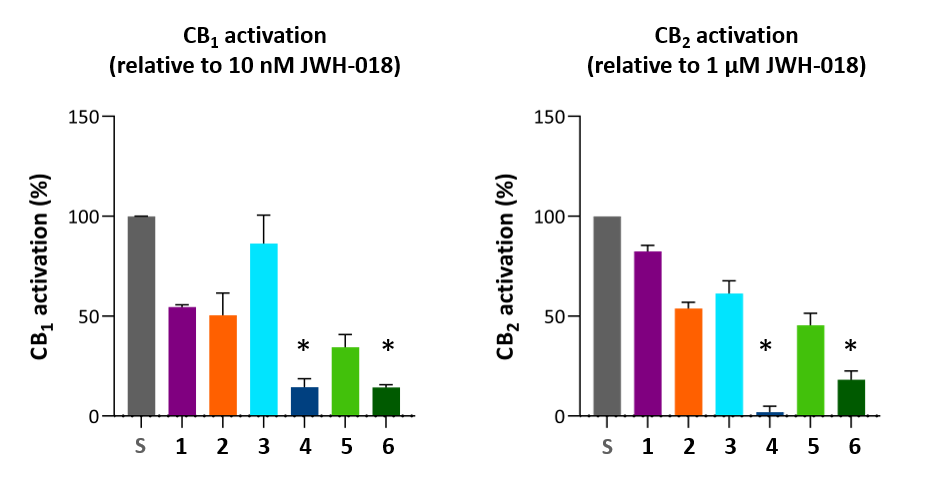 CB₁ activation
(relative to 10 nM JWH-018)
CB₁ activation (%)
150
100
50
0
*
*
S 1 2 3 4 5 6
CB₂ activation
(relative to 1 µM JWH-018)
CB₂ activation (%)
150
100
50
0
*
*
S 1 2 3 4 5 6